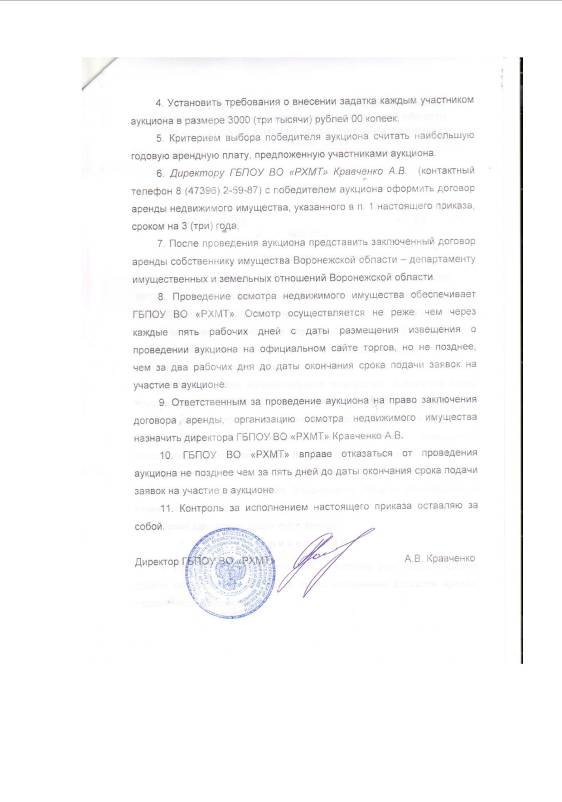 4. Установить требования о внесении задатка каждым участником
аукциона в размере 3000 (три тысячи) рублей 00 копеек.
5. Критерием выбора победителя аукциона считать наибольшую
годовую арендную плату, предложенную участниками аукциона.
6. Директору ГБПОУ ВО «РХМТ» Кравченко А.В. (контактный
телефон 8 (47396) 2-59-87) с победителем аукциона оформить договор
аренды недвижимого имущества, указанного в п. 1 настоящего приказа,
сроком на 3 (три) года.
7. После проведения аукциона представить заключенный договор
аренды собственнику имущества Воронежской области – департаменту
имущественных и земельных отношений Воронежской области.
8. Проведение осмотра недвижимого имущества обеспечивает
ГБПОУ ВО «РХМТ». Осмотр осуществляется не реже, чем через
каждые пять рабочих дней с даты размещения извещения о
проведении аукциона на официальном сайте торгов, но не позднее,
чем за два рабочих дня до даты окончания срока подачи заявок на
участие в аукционе.
9. Ответственным за проведение аукциона на право заключения
договора аренды, организацию осмотра недвижимого имущества
назначить директора ГБПОУ ВО «РХМТ» Кравченко А.В.
10. ГБПОУ ВО «РХМТ» вправе отказаться от проведения
аукциона не позднее чем за пять дней до даты окончания срока подачи
заявок на участие в аукционе.
11. Контроль за исполнением настоящего приказа оставляю за
собой.
Директор ГБПОУ ВО «РХМТ» А.В. Кравченко